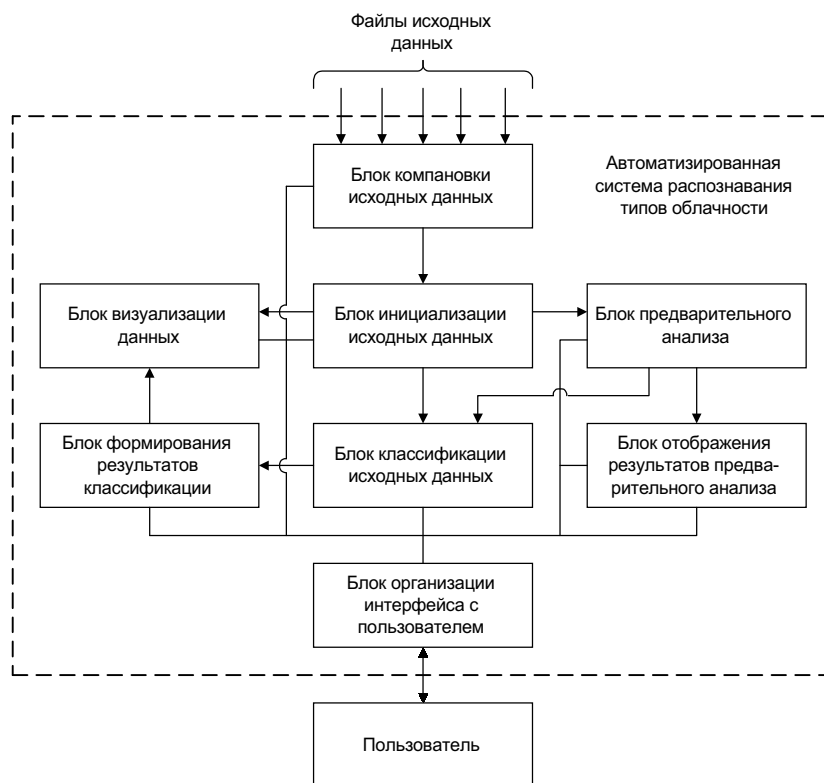 Файлы исходных
данных
Блок компановки
исходных данных
Автоматизированная
система распознавания
типов облачности
Блок визуализации
данных
Блок инициализации
исходных данных
Блок предварительного
анализа
Блок формирования
результатов
классификации
Блок классификации
исходных данных
Блок отображения
результатов предва-
рительного анализа
Блок организации
интерфейса с
пользователем
Пользователь